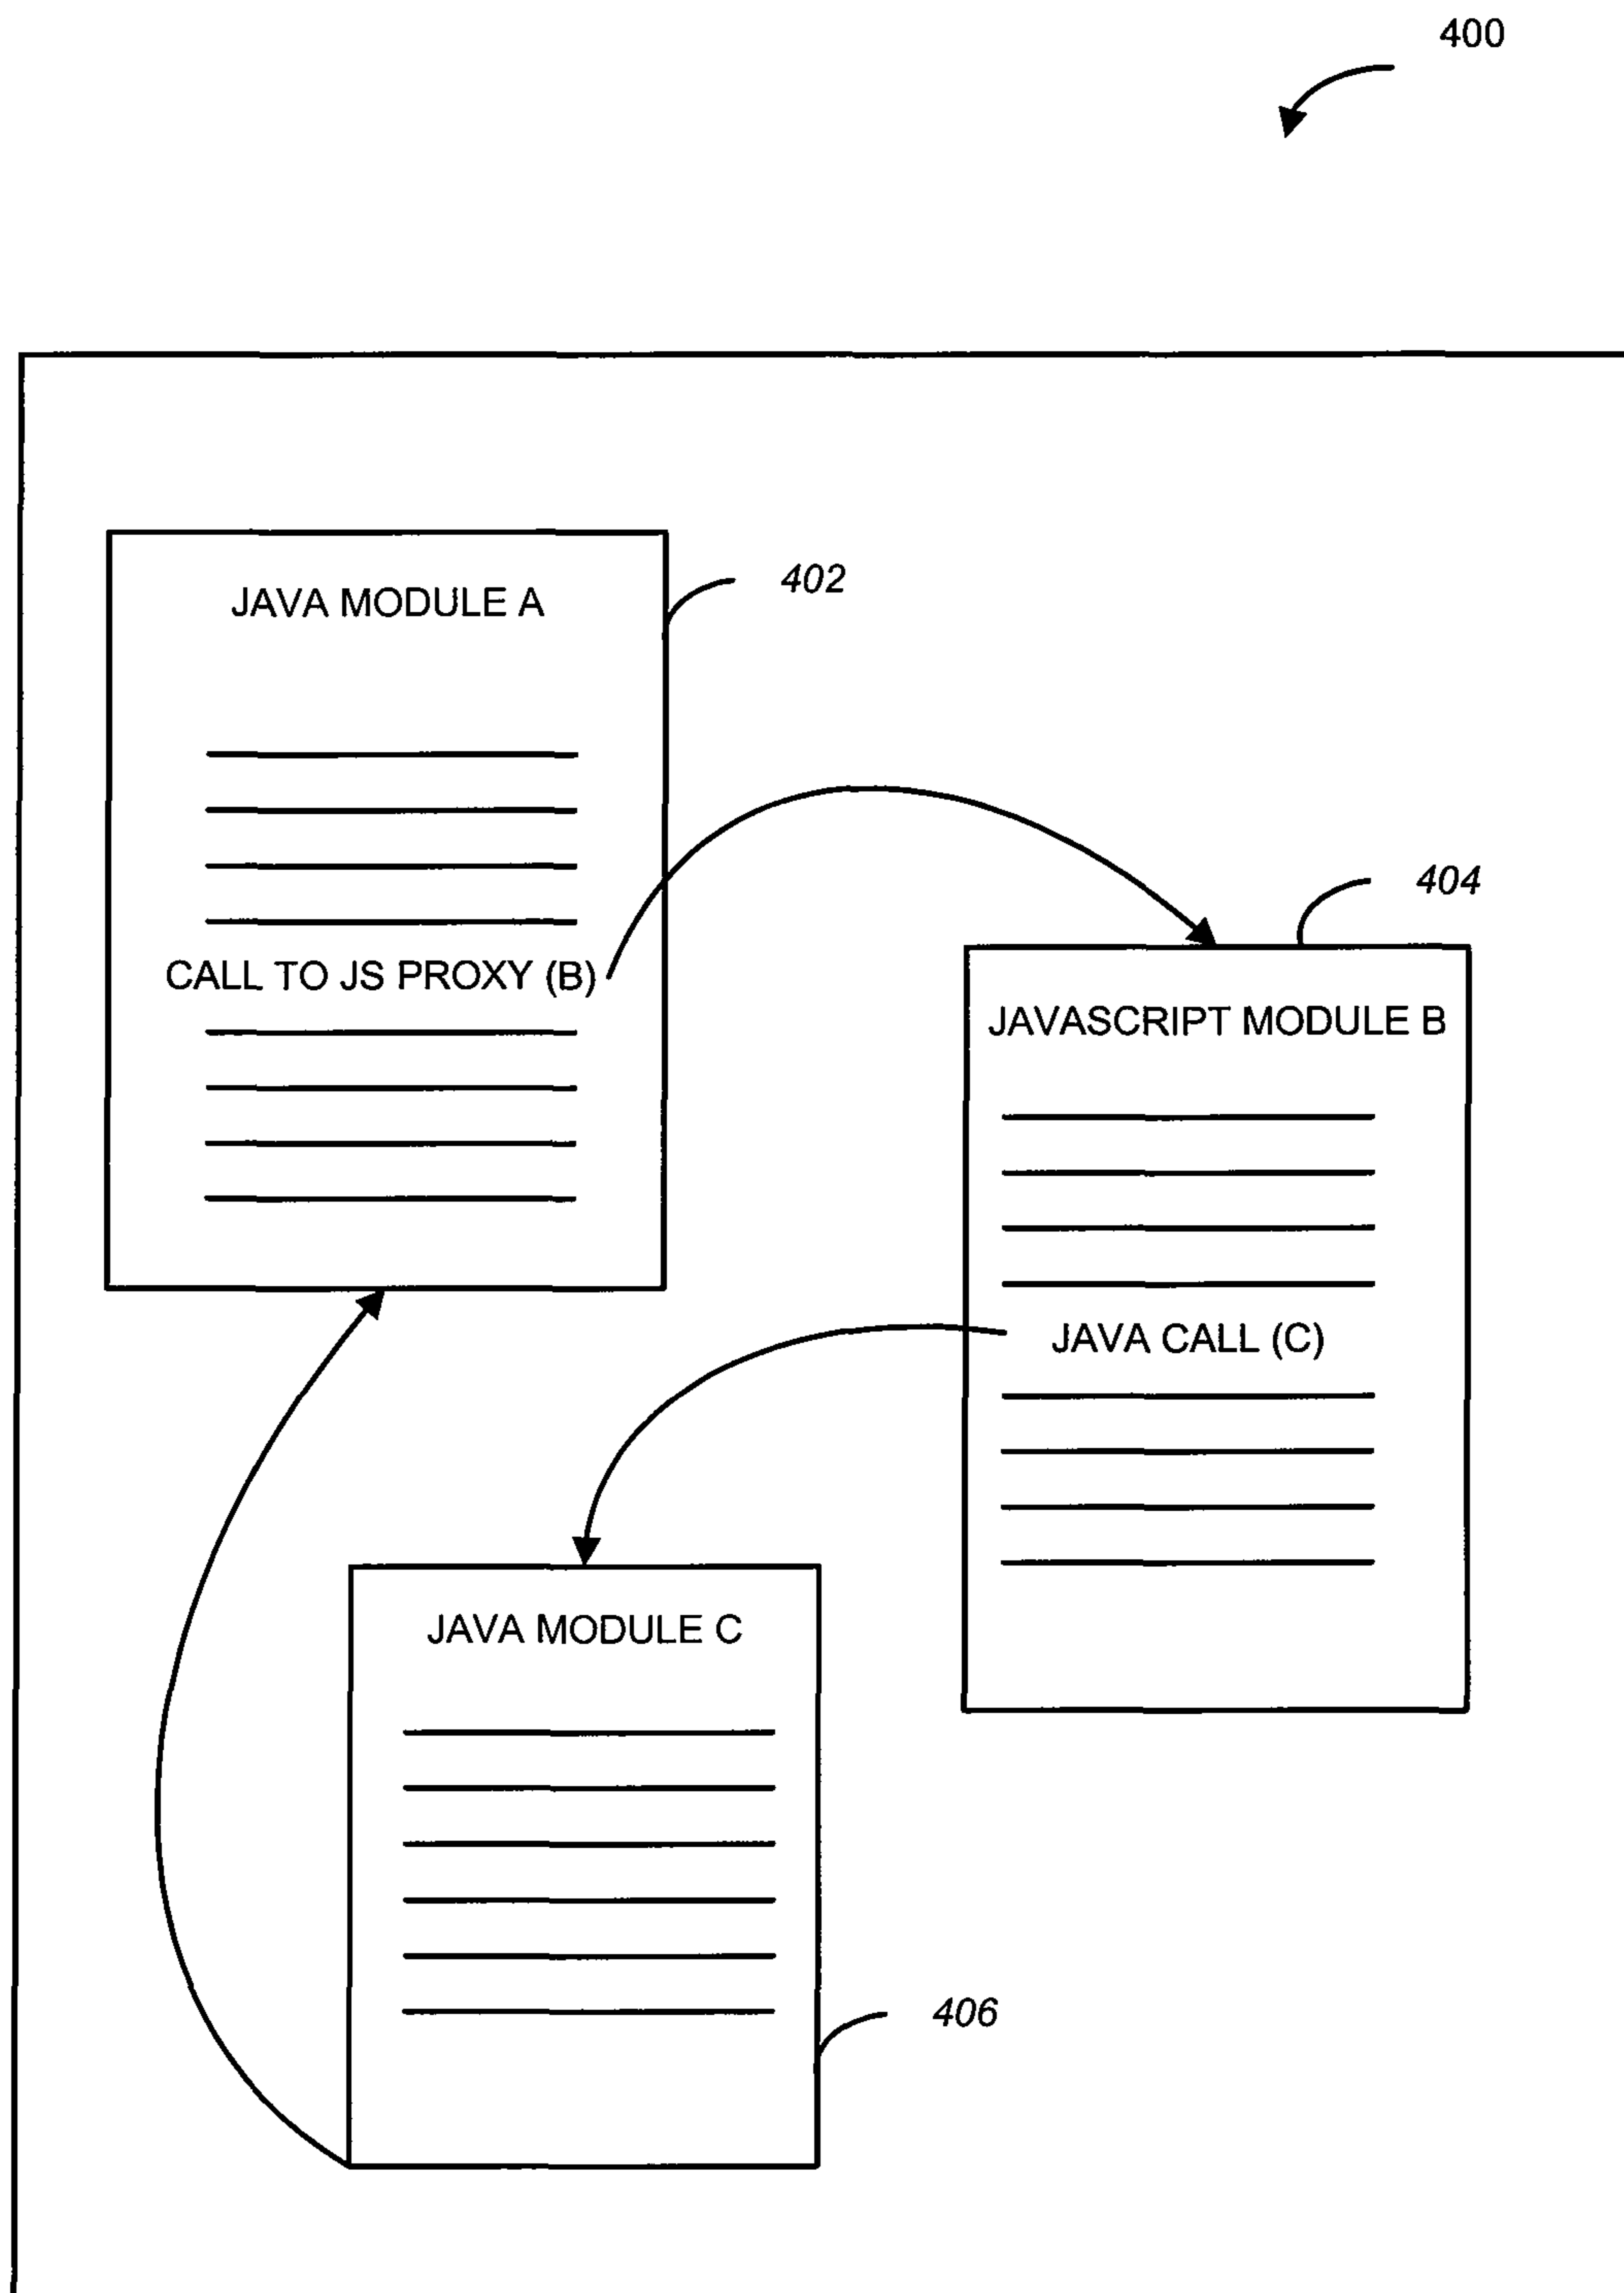 400
JAVA MODULE A
402
CALL TO JS PROXY (B)
404
JAVASCRIPT MODULE B
JAVA CALL (C)
JAVA MODULE C
406